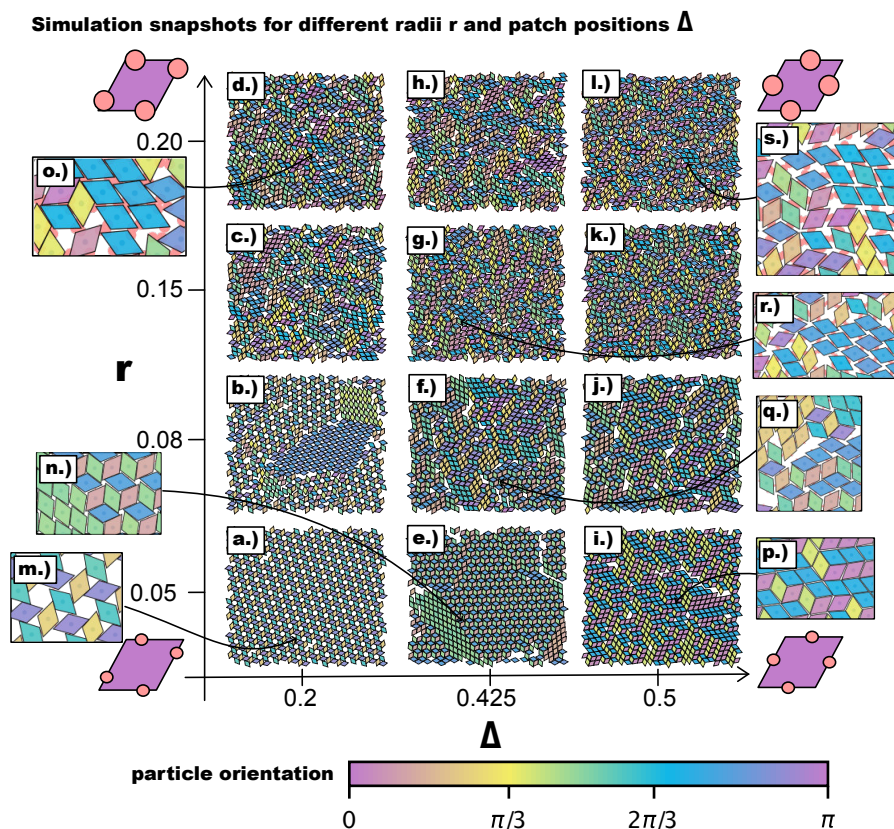 Simulation snapshots for different radii r and patch positions Δ
d.) h.) l.)
0.20
s.)
o.)
c.) g.) k.)
0.15
r.)
r
b.) f.) j.)
q.)
0.08
n.)
a.) e.) i.)
p.)
m.)
0.05
0.2 0.425 0.5
Δ
particle orientation
0 π/3 2π/3 π